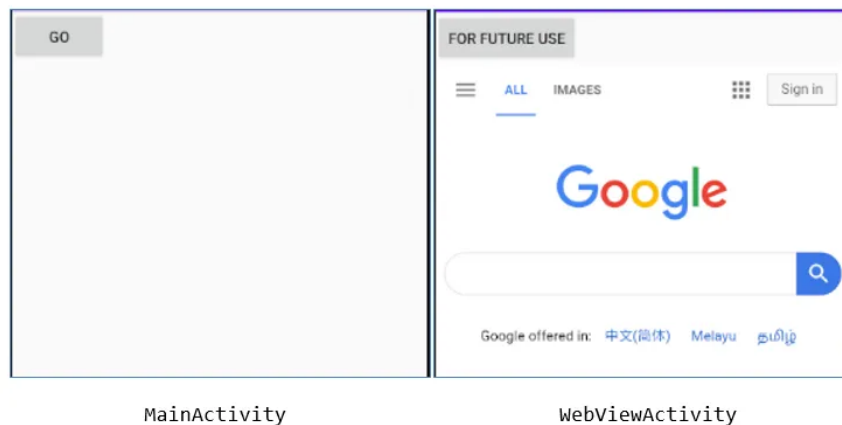 GO
FOR FUTURE USE
ALL IMAGES Sign in
Google
Google offered in: 中文(简体) Melayu தமிழ்
MainActivity WebViewActivity